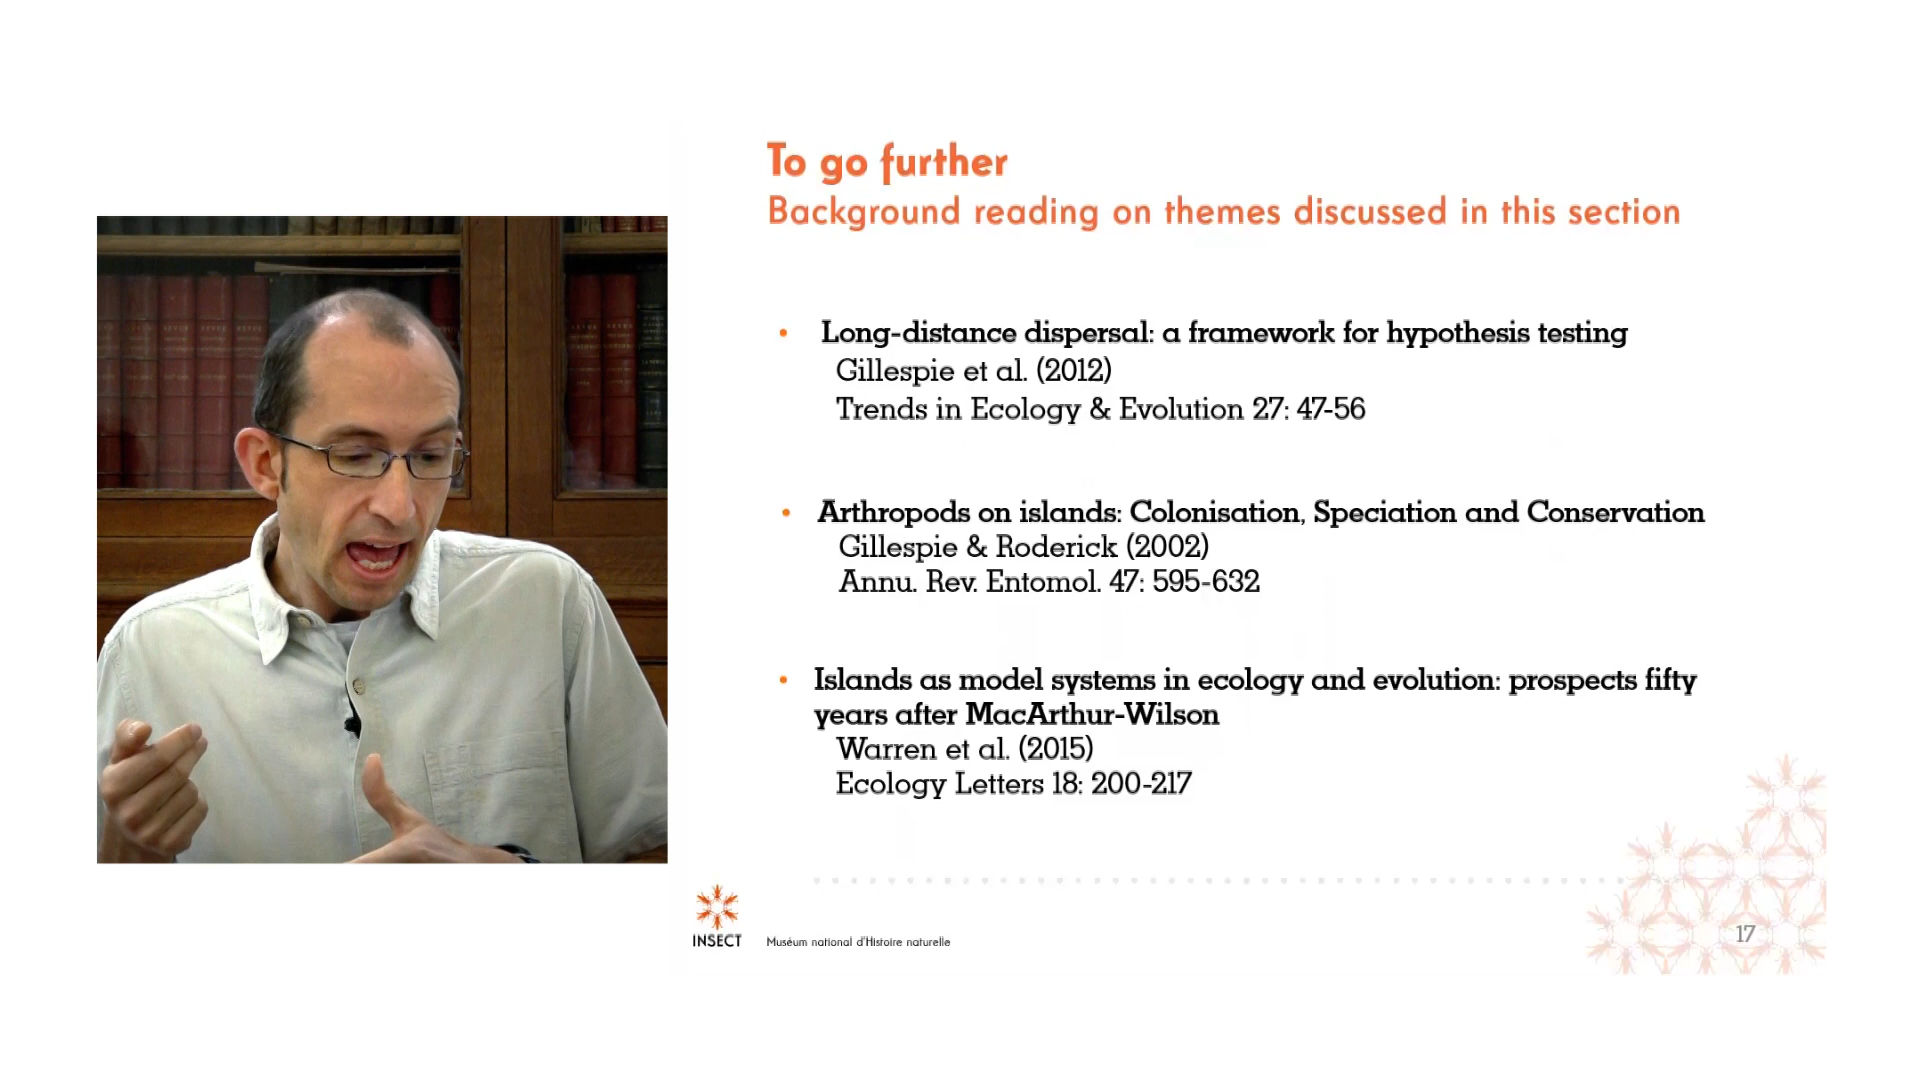 To go further
Background reading on themes discussed in this section
• Long-distance dispersal: a framework for hypothesis testing
Gillespie et al. (2012)
Trends in Ecology & Evolution 27: 47-56
• Arthropods on islands: Colonisation, Speciation and Conservation
Gillespie & Roderick (2002)
Annu. Rev. Entomol. 47: 595-632
• Islands as model systems in ecology and evolution: prospects fifty
years after MacArthur-Wilson
Warren et al. (2015)
Ecology Letters 18: 200-217
INSECT
Muséum national d'Histoire naturelle
17